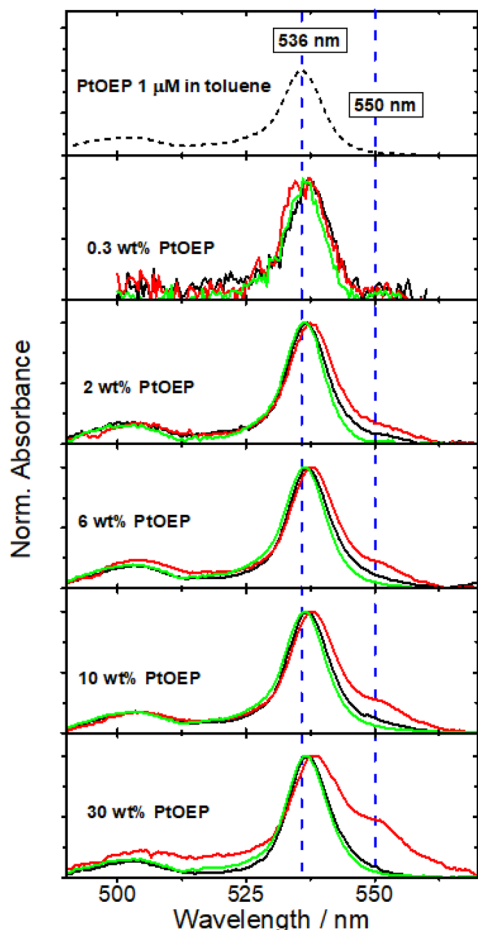 536 nm
PtOEP 1 µM in toluene
550 nm
0.3 wt% PtOEP
2 wt% PtOEP
6 wt% PtOEP
10 wt% PtOEP
30 wt% PtOEP
Norm. Absorbance
500 525 550
Wavelength / nm